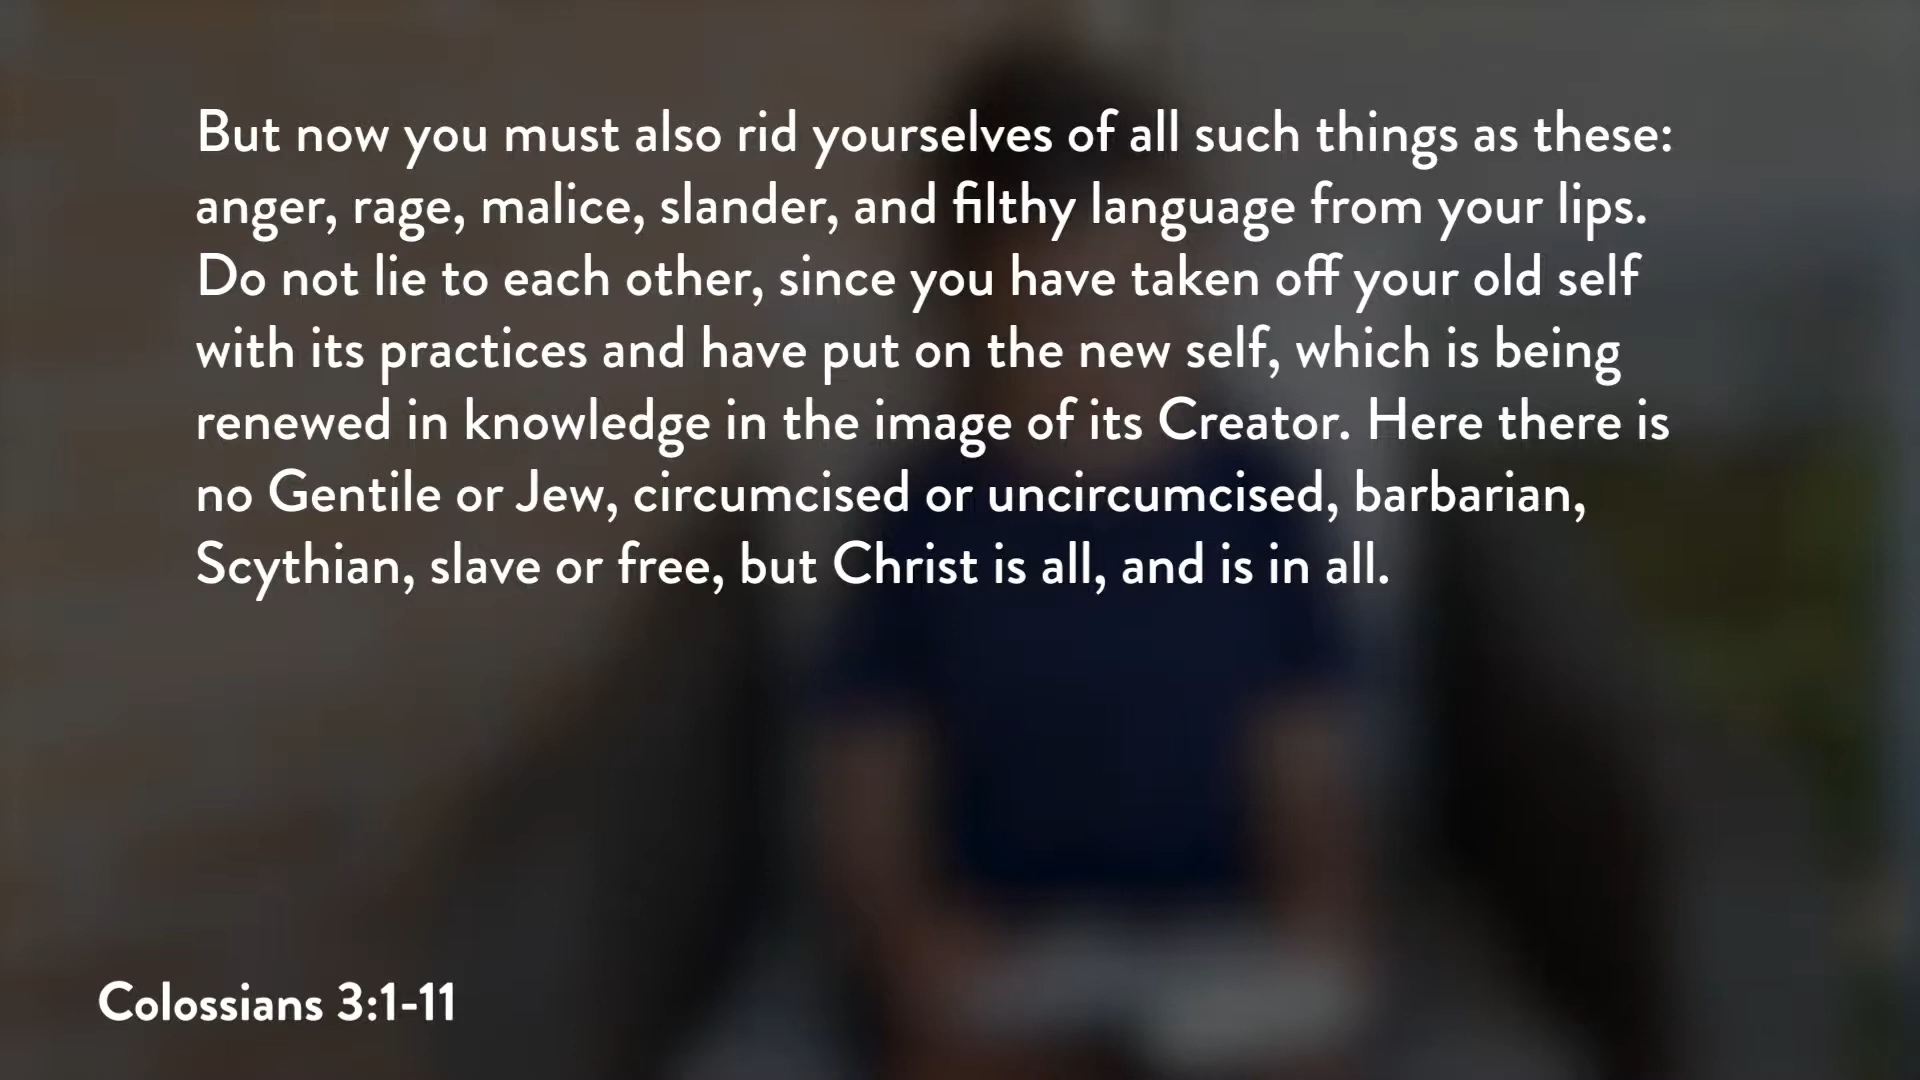 But now you must also rid yourselves of all such things as these:
anger, rage, malice, slander, and filthy language from your lips.
Do not lie to each other, since you have taken off your old self
with its practices and have put on the new self, which is being
renewed in knowledge in the image of its Creator. Here there is
no Gentile or Jew, circumcised or uncircumcised, barbarian,
Scythian, slave or free, but Christ is all, and is in all.
Colossians 3:1-11